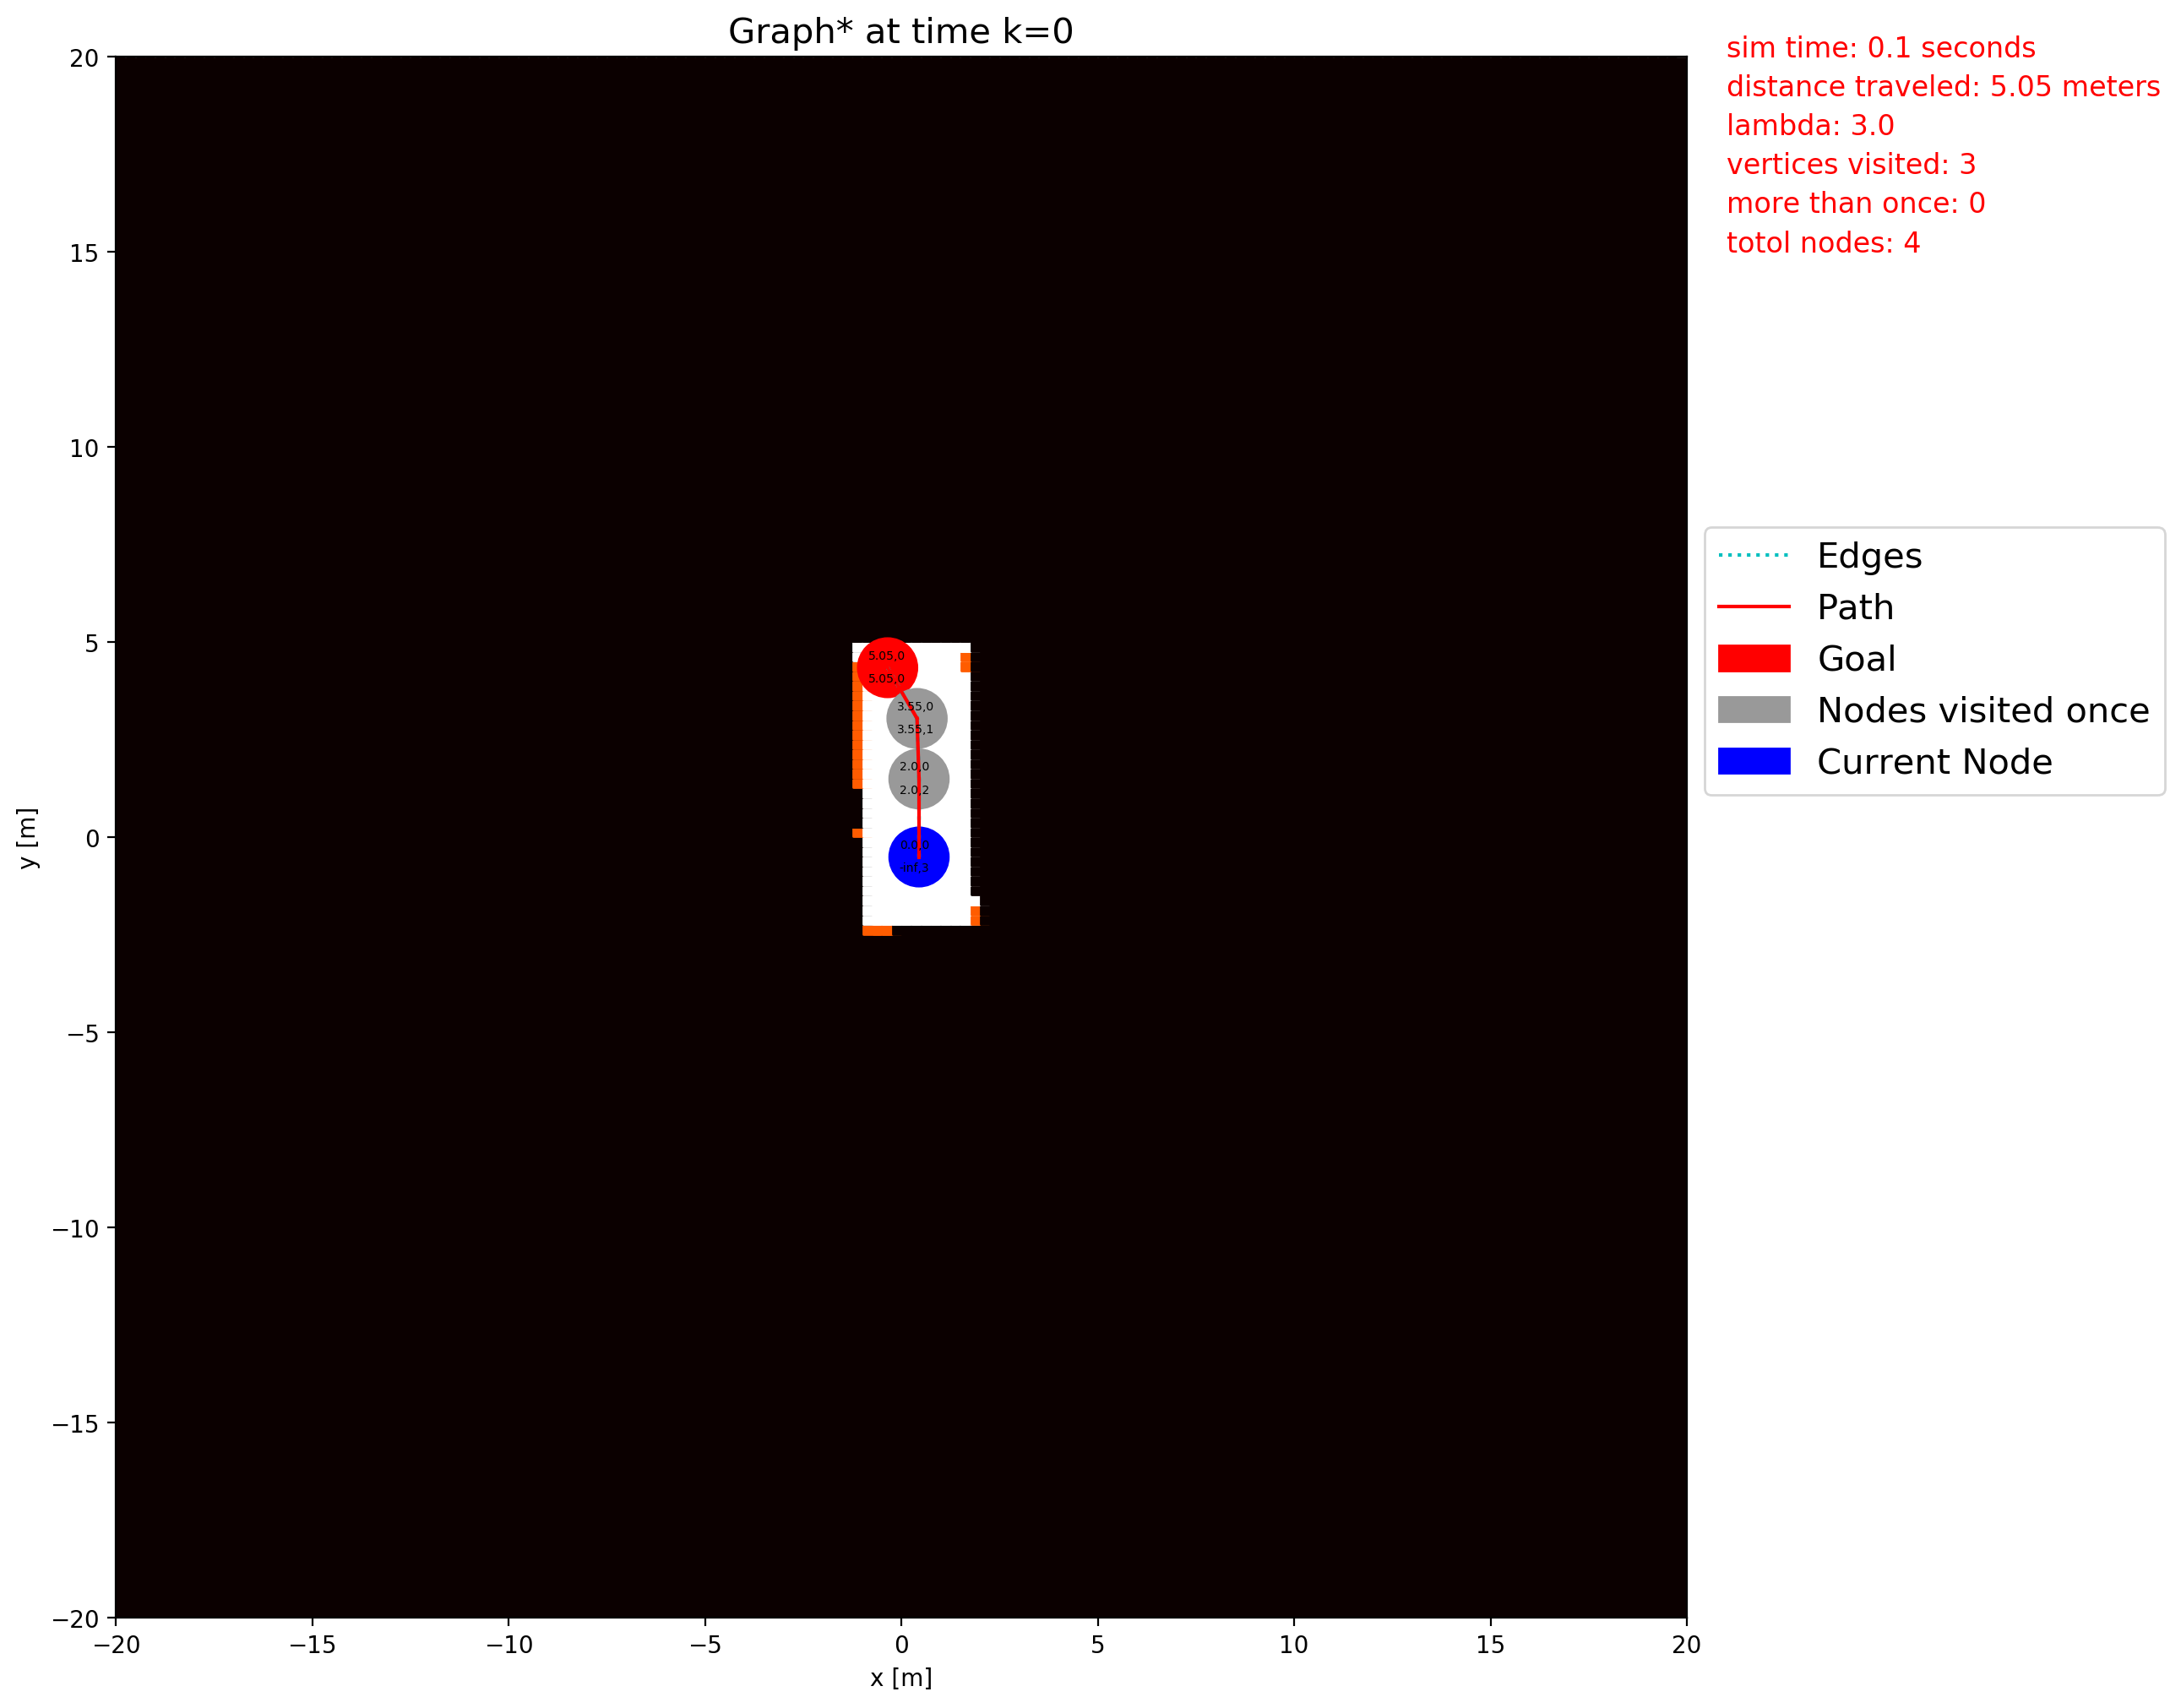 Graph* at time k=0
sim time: 0.1 seconds
distance traveled: 5.05 meters
lambda: 3.0
vertices visited: 3
more than once: 0
totol nodes: 4
20
15
10
5
0
−5
−10
−15
−20
y [m]
5.05,0
5.05,0
3.55,0
3.55,1
2.0,0
2.0,2
0.0,0
-inf,3
Edges
Path
Goal
Nodes visited once
Current Node
−20 −15 −10 −5 0 5 10 15 20
x [m]